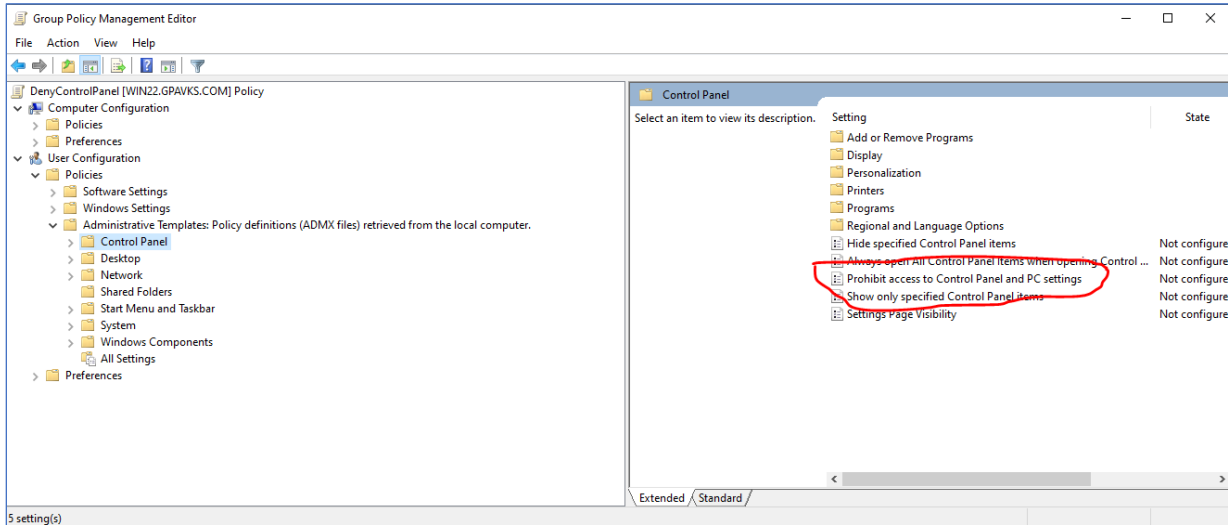 Group Policy Management Editor
File Action View Help
DenyControlPanel [WIN22.GPAVKS.COM] Policy
Computer Configuration
Policies
Preferences
User Configuration
Policies
Software Settings
Windows Settings
Administrative Templates: Policy definitions (ADMX files) retrieved from the local computer.
Control Panel
Desktop
Network
Shared Folders
Start Menu and Taskbar
System
Windows Components
All Settings
Preferences
Control Panel
Select an item to view its description.
Setting State
Add or Remove Programs
Display
Personalization
Printers
Programs
Regional and Language Options
Hide specified Control Panel items Not configure
Always open All Control Panel Items when opening Control ... Not configure
Prohibit access to Control Panel and PC settings Not configure
Show only specified Control Panel items Not configure
Settings Page Visibility Not configure
Extended Standard
5 setting(s)